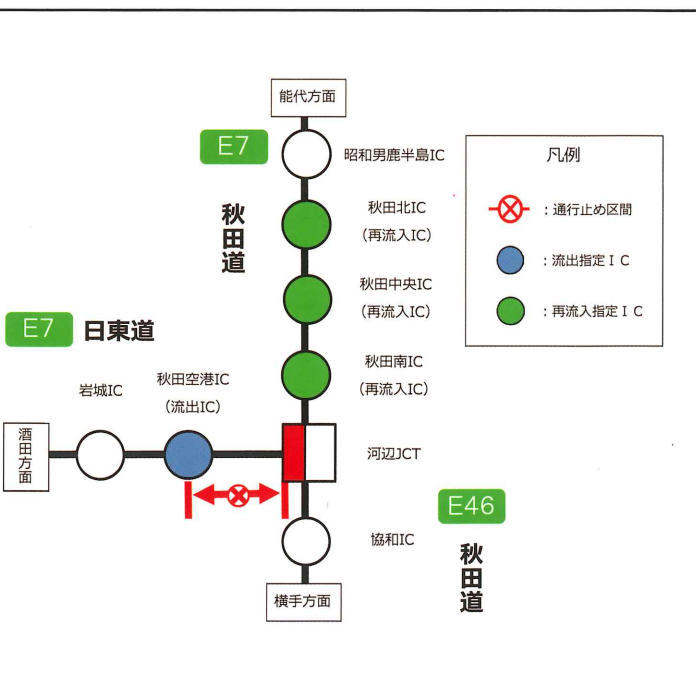 能代方面
E7
昭和男鹿半島IC
秋田道
秋田北IC
（再流入IC）
秋田中央IC
（再流入IC）
秋田南IC
（再流入IC）
凡例
：通行止め区間
：流出指定ＩＣ
：再流入指定ＩＣ
E7 日東道
岩城IC
秋田空港IC
（流出IC）
酒田方面
河辺JCT
E46
秋田道
協和IC
横手方面